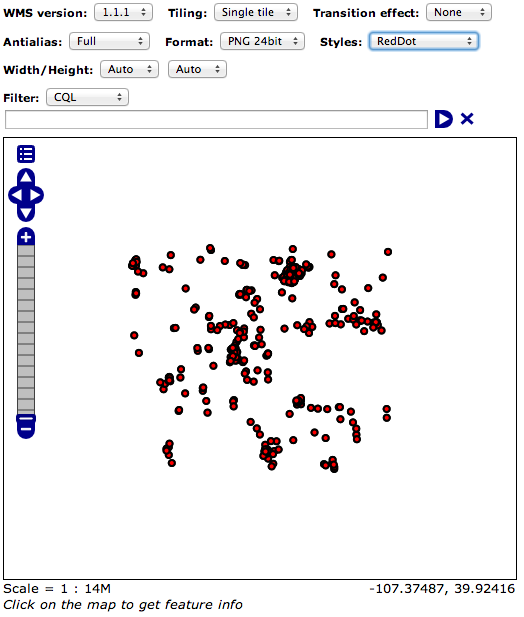 WMS version: 1.1.1 Tiling: Single tile Transition effect: None
Antialias: Full Format: PNG 24bit Styles: RedDot
Width/Height: Auto Auto
Filter: CQL
Scale = 1 : 14M -107.37487, 39.92416
Click on the map to get feature info